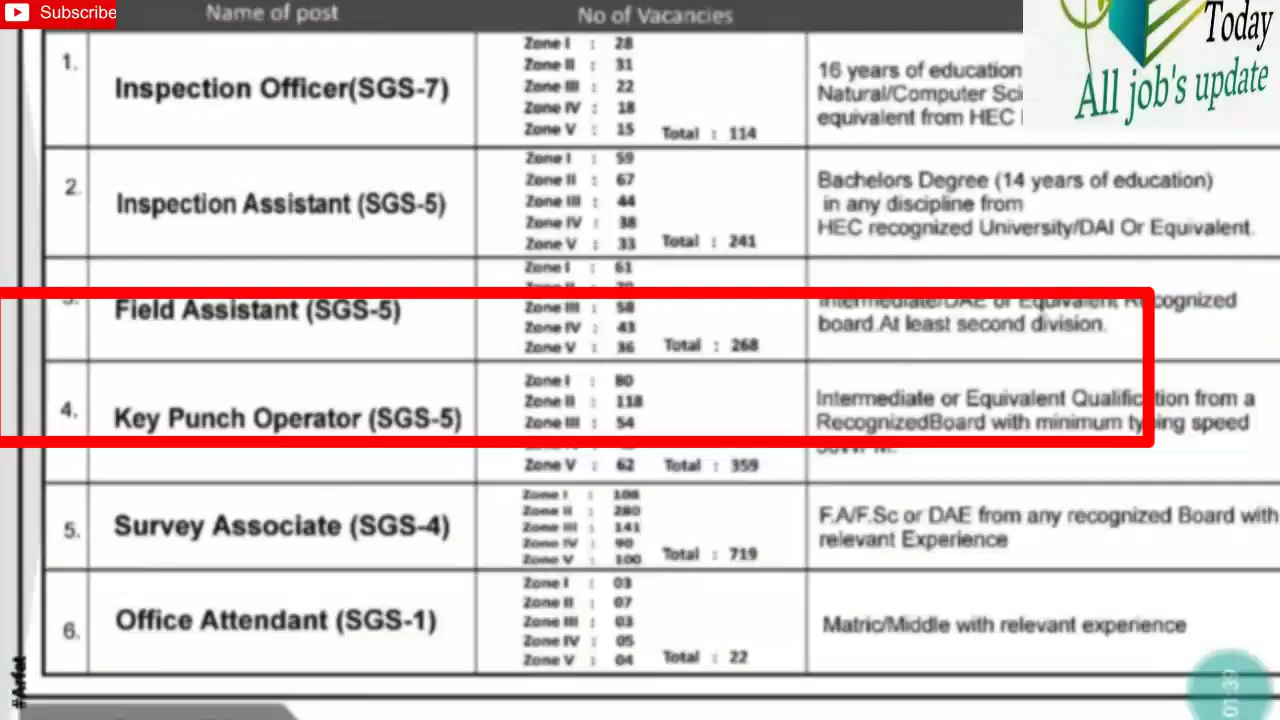 Subscribe
Name of post
No of Vacancies
Today
All job's update
1.
Inspection Officer(SGS-7)
Zone I : 28
Zone II : 31
Zone III : 22
Zone IV : 18
Zone V : 15 Total : 114
16 years of education
Natural/Computer Sci
equivalent from HEC
2.
Inspection Assistant (SGS-5)
Zone I : 59
Zone II : 67
Zone III : 44
Zone IV : 38
Zone V : 33 Total : 241
Bachelors Degree (14 years of education)
in any discipline from
HEC recognized University/DAI Or Equivalent.
Field Assistant (SGS-5)
Zone I : 61
Zone III : 58
Zone IV : 43
Zone V : 36 Total : 268
Intermediate/DAE or Equivalent Recognized
board.At least second division.
4.
Key Punch Operator (SGS-5)
Zone I : 80
Zone II : 118
Zone III : 54
Zone V : 62 Total : 359
Intermediate or Equivalent Qualification from a
RecognizedBoard with minimum typing speed
5.
Survey Associate (SGS-4)
Zone I : 108
Zone II : 280
Zone III : 141
Zone IV : 90
Zone V : 100 Total : 719
F.A/F.Sc or DAE from any recognized Board with
relevant Experience
6.
Office Attendant (SGS-1)
Zone I : 03
Zone II : 07
Zone III : 03
Zone IV : 05
Zone V : 04 Total : 22
Matric/Middle with relevant experience
#Arfat
01:39